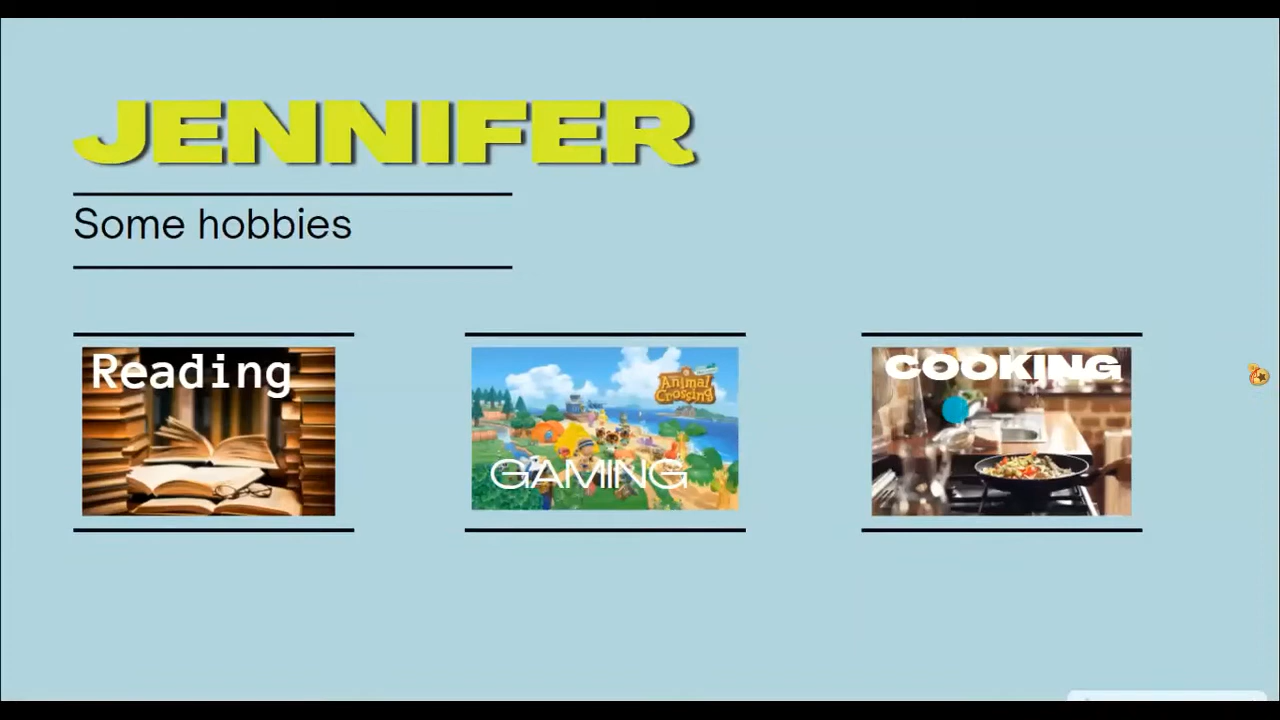 JENNIFER
Some hobbies
Reading
Animal
Crossing
GAMING
COOKING